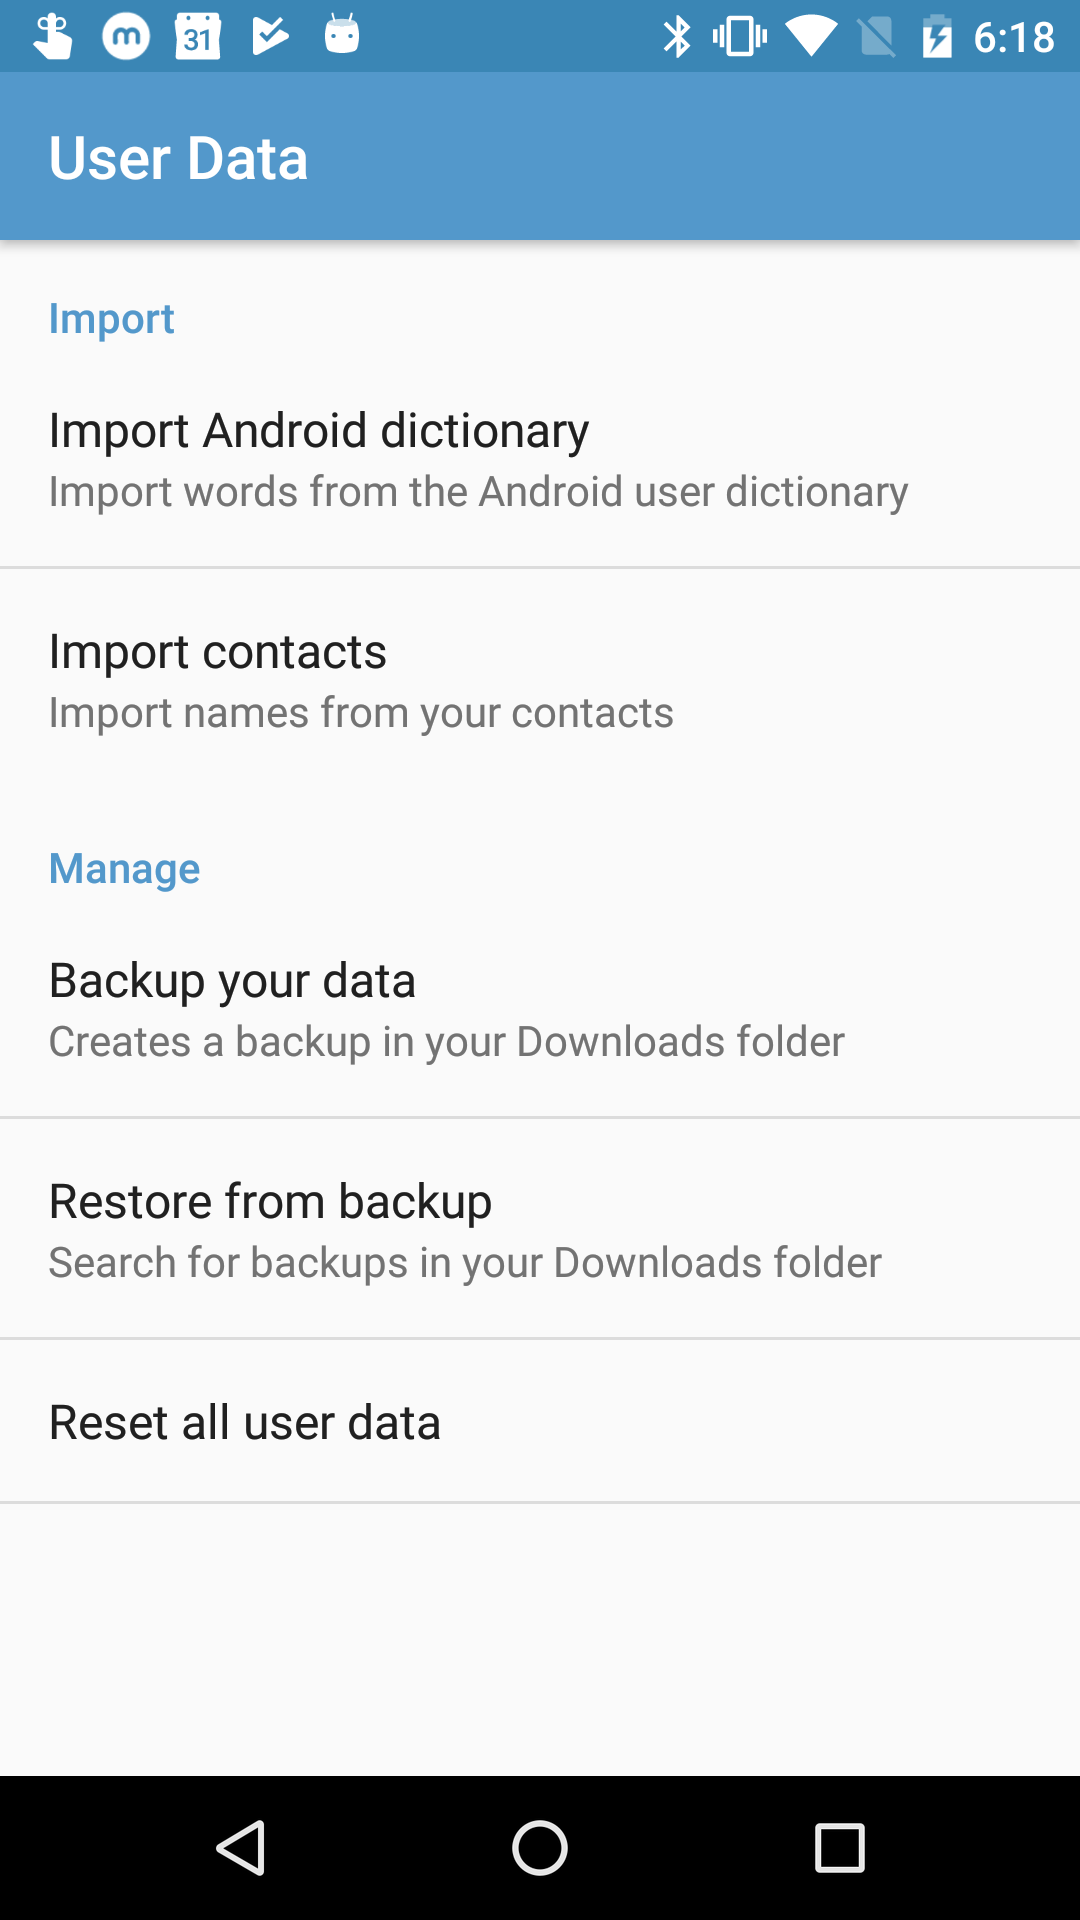 31
6:18
User Data
Import
Import Android dictionary
Import words from the Android user dictionary
Import contacts
Import names from your contacts
Manage
Backup your data
Creates a backup in your Downloads folder
Restore from backup
Search for backups in your Downloads folder
Reset all user data